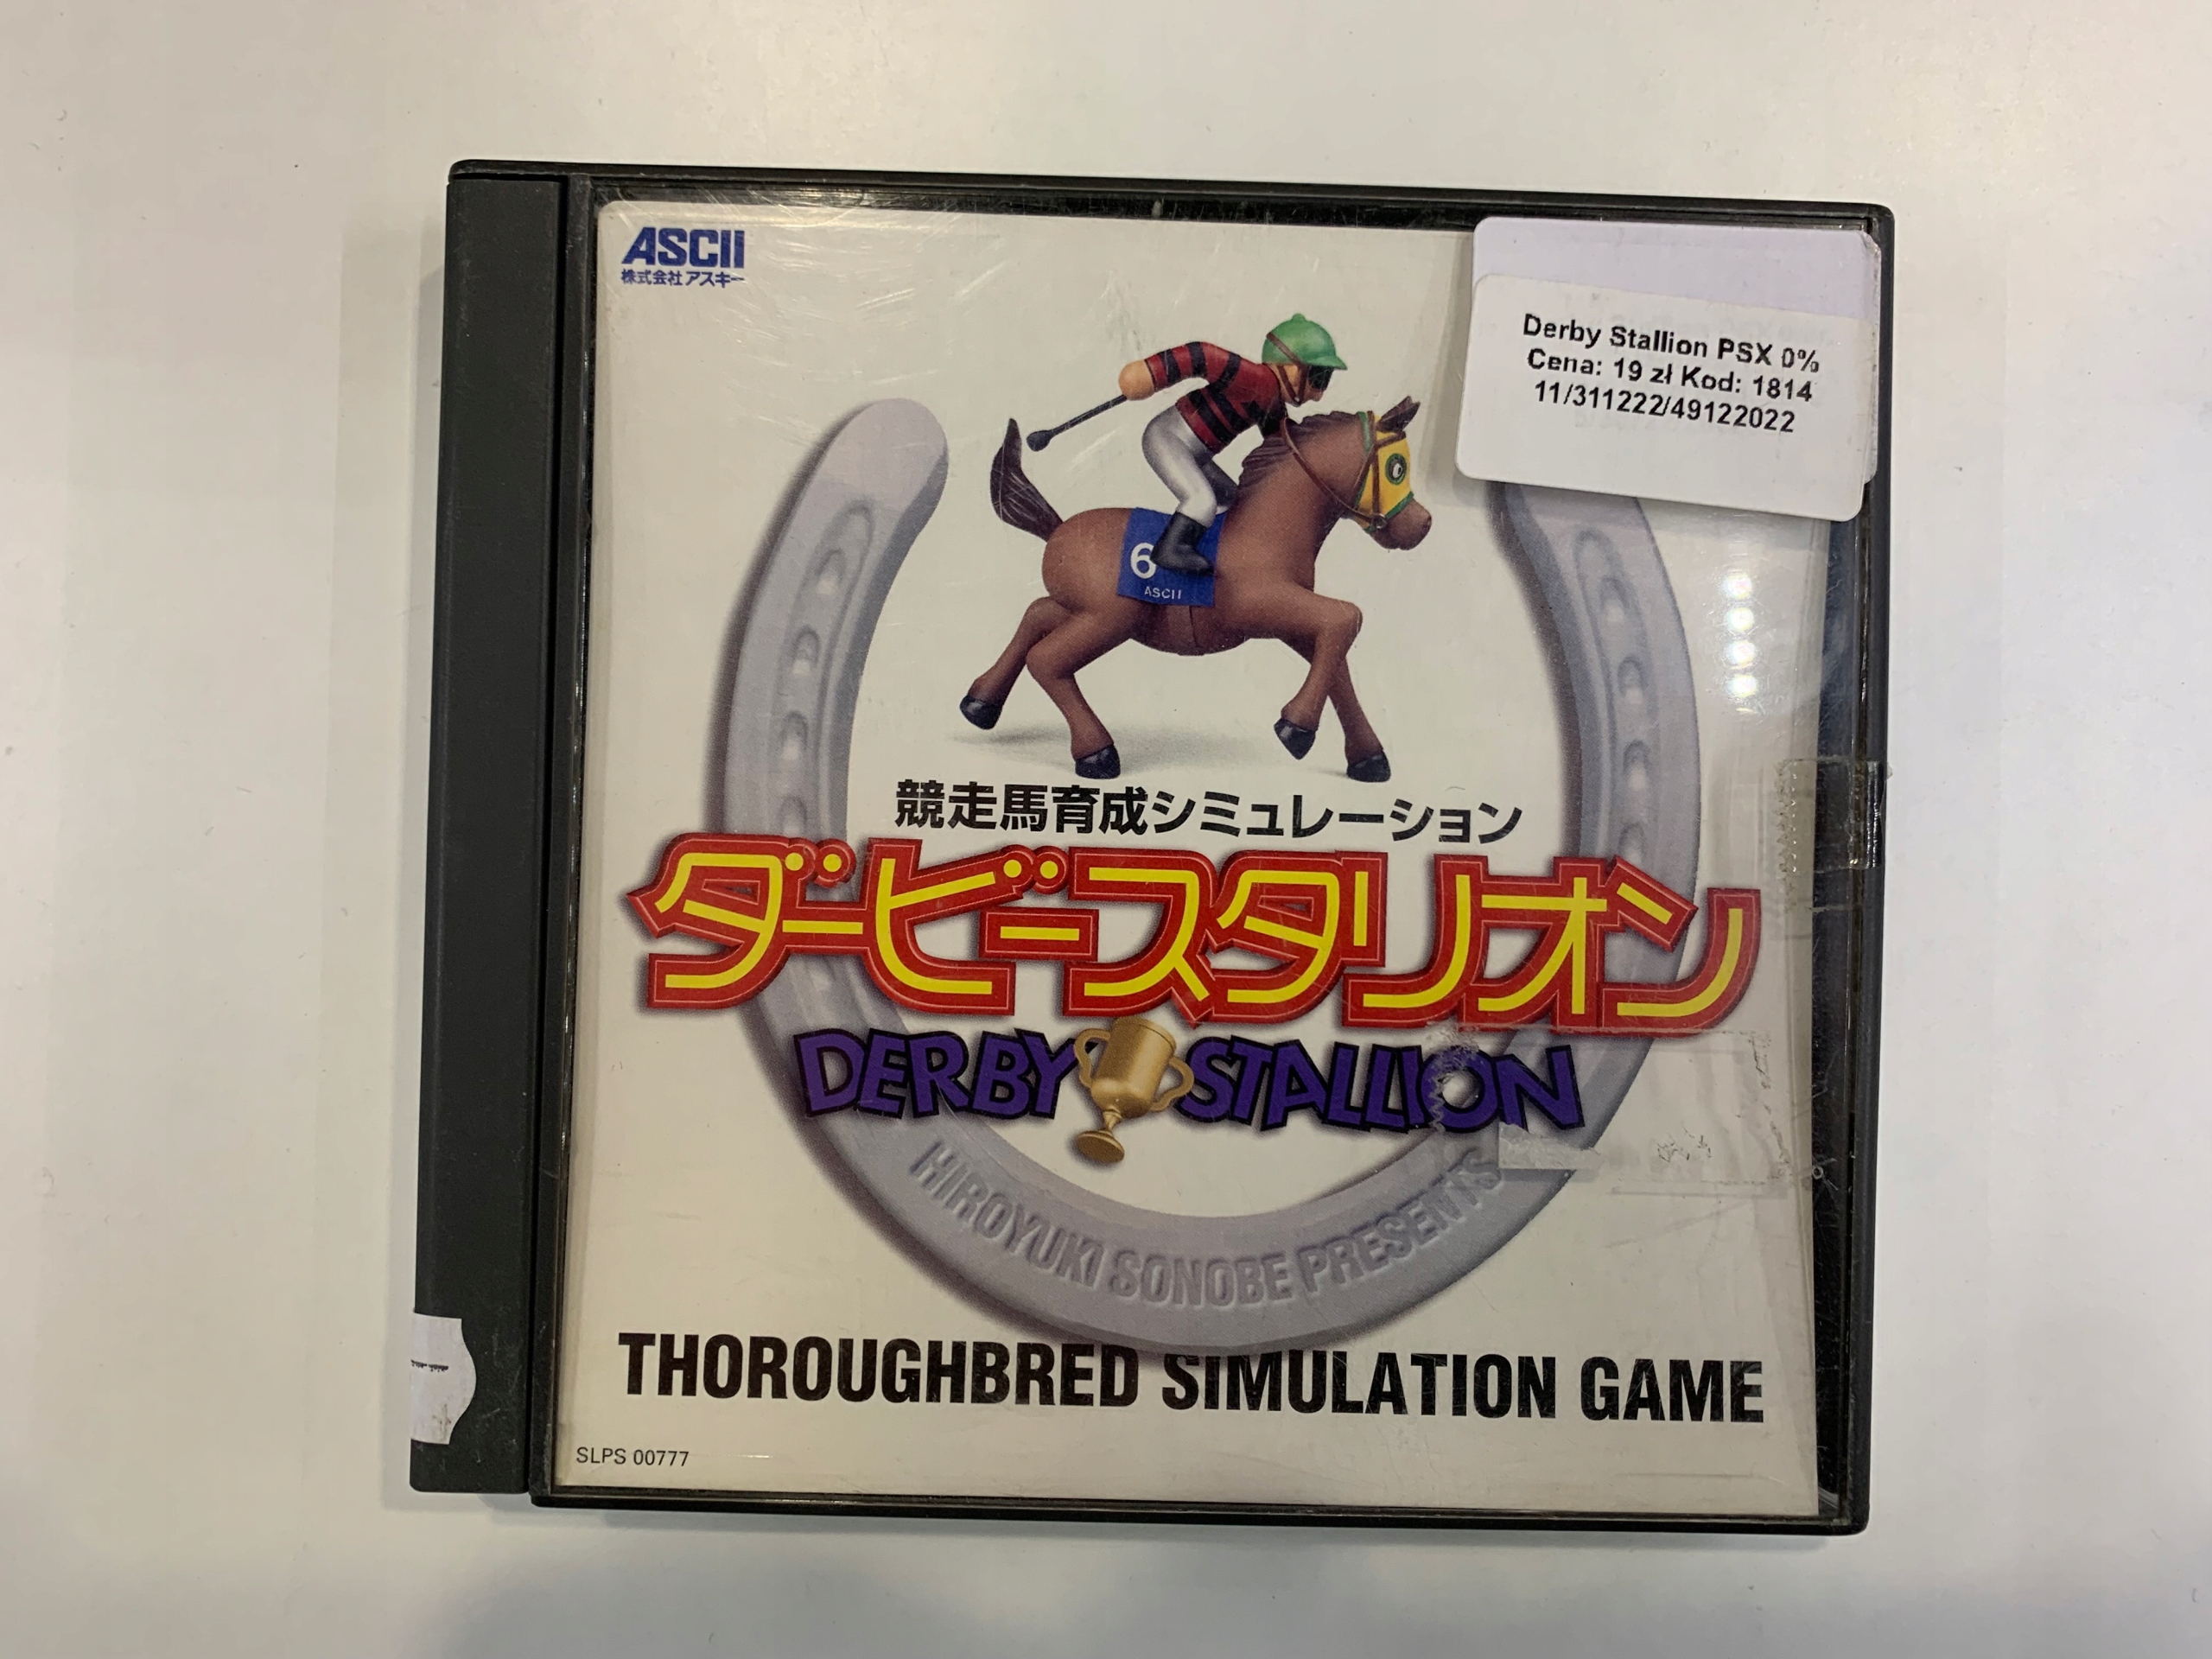 ASCII
株式会社アスキー
Derby Stallion PSX 0%
Cena: 19 zł Kod: 1814
11/311222/49122022
6
ASCII
競走馬育成シミュレーション
ダービースタリオン
DERBY STALLION
HIROYUKI SONOBE PRESENTS
THOROUGHBRED SIMULATION GAME
SLPS 00777